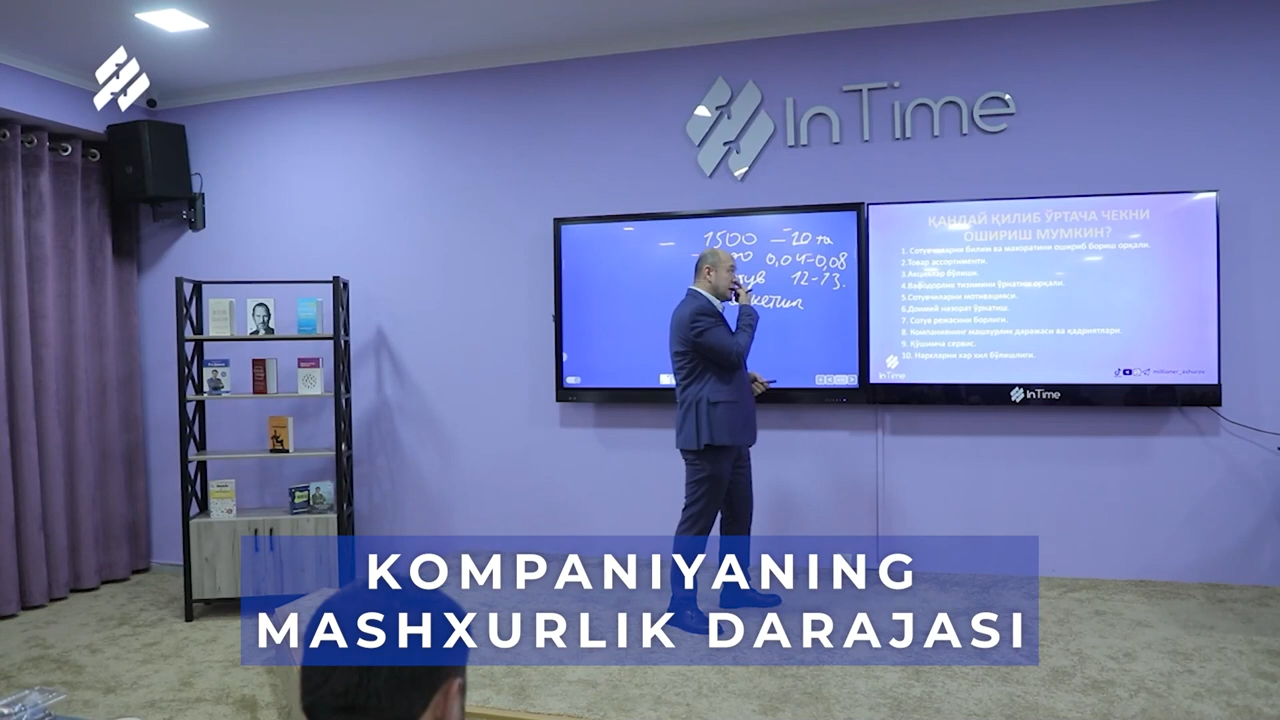 InTime
1500 – 20 та
0,04-0,08
12-13.
ҚАНДАЙ ҚИЛИБ ЎРТАЧА ЧЕКНИ
ОШИРИШ МУМКИН?
1. Сотувчиларни билим ва махоратини ошириб бориш орқали.
2.Товар ассортименти.
3.Акциялар бўлиши.
4.Вафодорлик тизимини ўрнатиш орқали.
5.Сотувчиларни мотивацияси.
6.Доимий назорат ўрнатиш.
7. Сотув режасини борлиги.
8. Компаниянинг машхурлик даражаси ва қадриятлари.
9. Қўшимча сервис.
10. Нархларни хар хил бўлишлиги.
InTime
InTime
KOMPANIYANING
MASHXURLIK DARAJASI